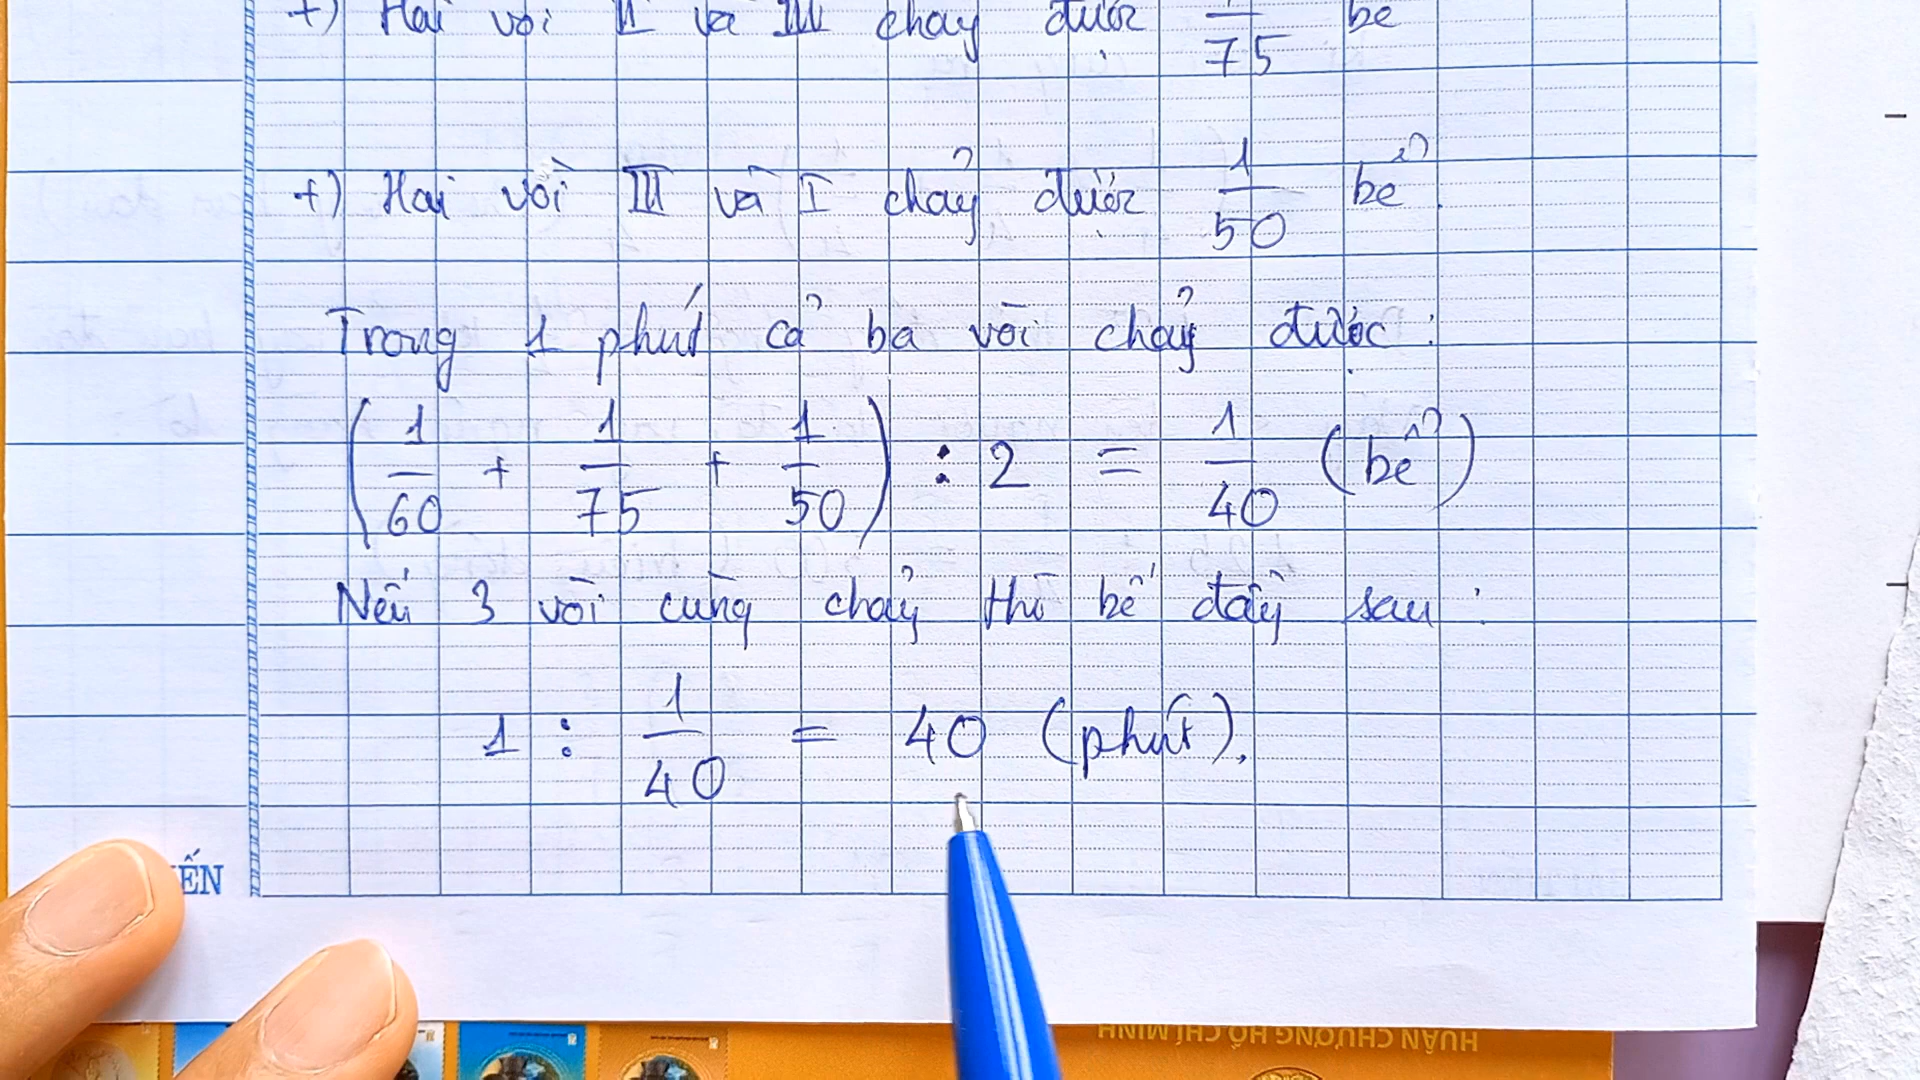 +) Hai vòi II và III chảy được 1/75 bể
+) Hai vòi III và I chảy được 1/50 bể.
Trong 1 phút cả ba vòi chảy được:
(1/60 + 1/75 + 1/50) : 2 = 1/40 (bể)
Nếu 3 vòi cùng chảy thì bể đầy sau:
1 : 1/40 = 40 (phút).
ẾN
HUÂN CHƯƠNG HỒ CHÍ MINH